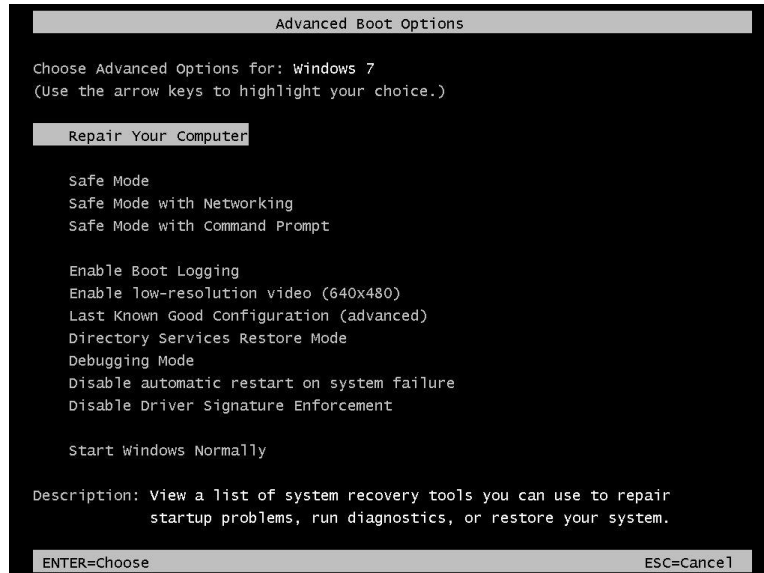 Advanced Boot Options
Choose Advanced Options for: Windows 7
(Use the arrow keys to highlight your choice.)
Repair Your Computer
Safe Mode
Safe Mode with Networking
Safe Mode with Command Prompt
Enable Boot Logging
Enable low-resolution video (640x480)
Last Known Good Configuration (advanced)
Directory Services Restore Mode
Debugging Mode
Disable automatic restart on system failure
Disable Driver Signature Enforcement
Start Windows Normally
Description: View a list of system recovery tools you can use to repair
startup problems, run diagnostics, or restore your system.
ENTER=Choose ESC=Cancel